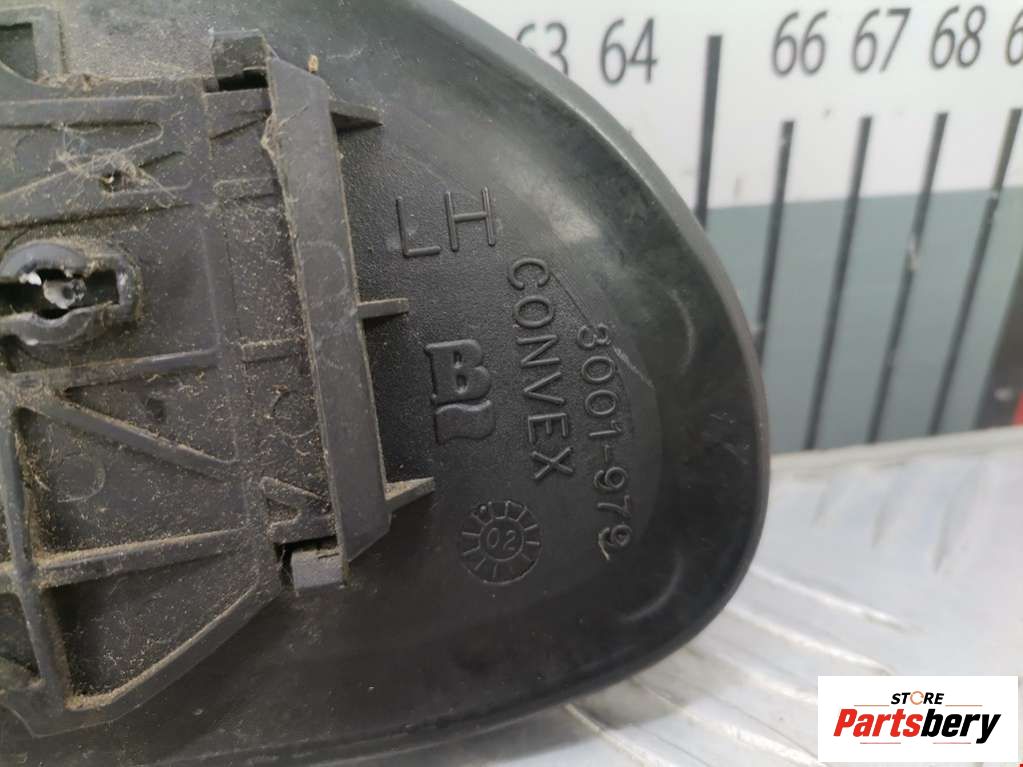 63 64 66 67 68
LH
CONVEX
3001-979
B
02
STORE
Partsbery